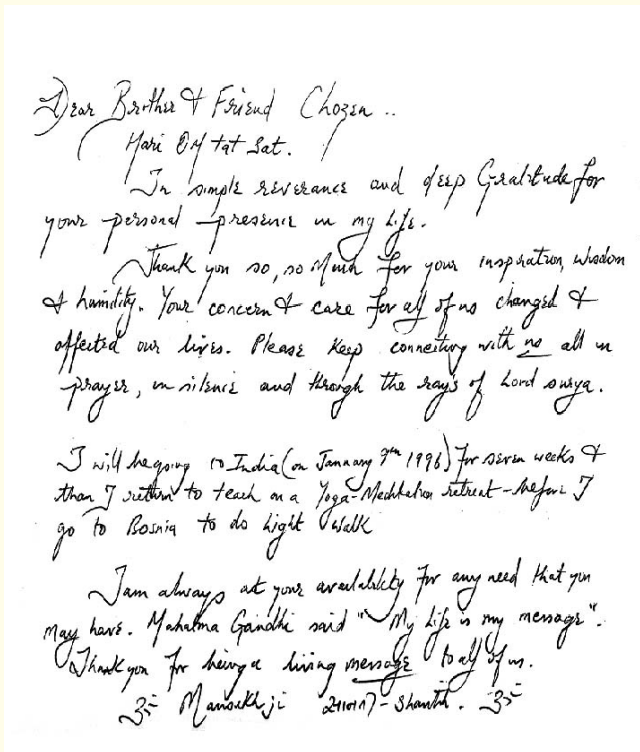 Dear Brother & Friend Chozen ..
Hari OM tat Sat.
In simple reverance and deep Gratitude for
your personal presence in my life.
Thank you so, so Much for your inspiration, wisdom
& humility. Your concern & care for all of us changed &
affected our lives. Please Keep connecting with us all in
prayer, in silence and through the rays of Lord surya.
I will be going to India (on January 9th 1996) for seven weeks &
than I return to teach on a Yoga-Meditation retreat - before I
go to Bosnia to do Light Walk
I am always at your availability for any need that you
may have. Mahatma Gandhi said "My Life is my message".
Thank you for being a living message to all of us.
ॐ Mansukhji शान्ति - Shanti. ॐ